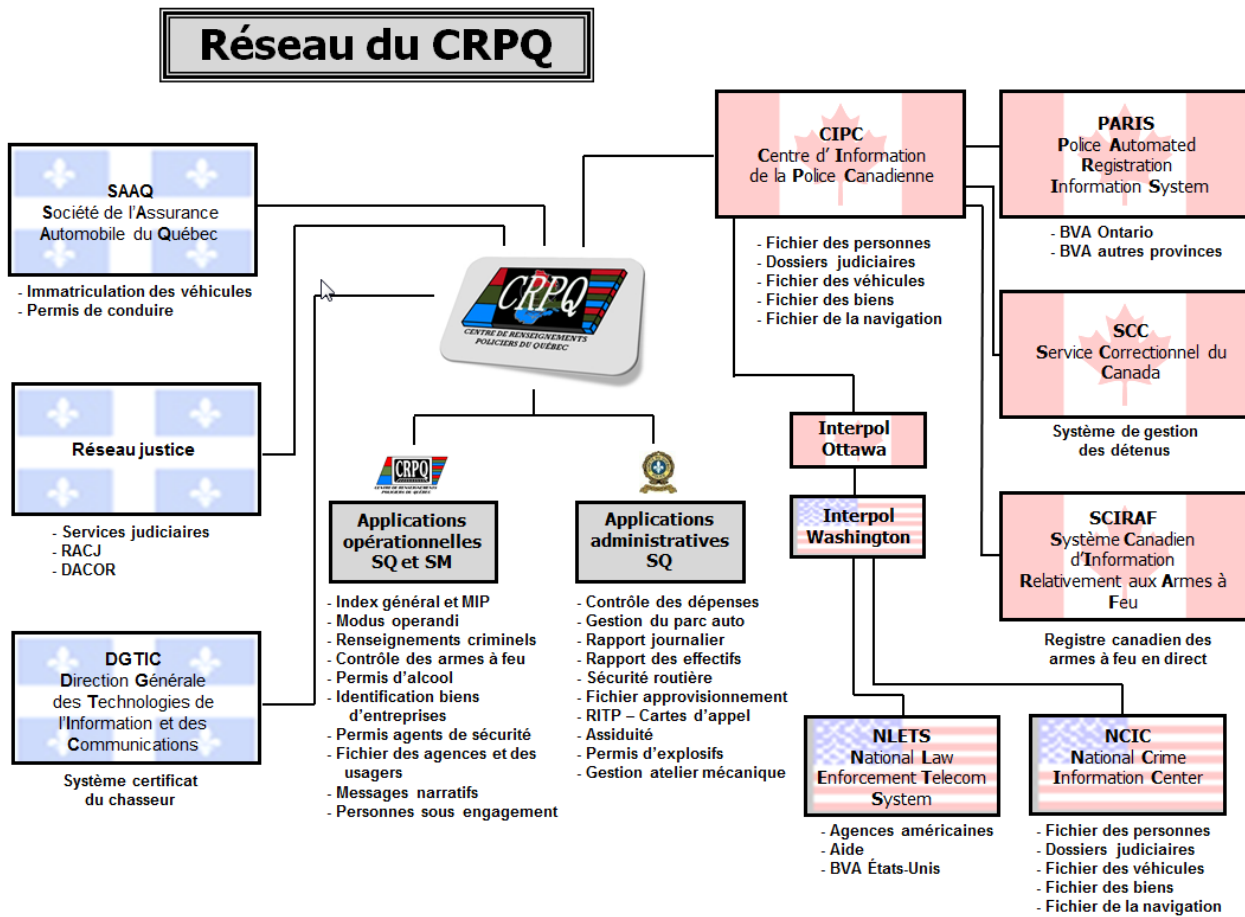 Réseau du CRPQ
SAAQ
Société de l'Assurance
Automobile du Québec
- Immatriculation des véhicules
- Permis de conduire
Réseau justice
- Services judiciaires
- RACJ
- DACOR
DGTIC
Direction Générale
des Technologies de
l'Information et des
Communications
Système certificat
du chasseur
CRPQ
CENTRE DE RENSEIGNEMENTS
POLICIERS DU QUÉBEC
CRPQ
CENTRE DE RENSEIGNEMENTS
POLICIERS DU QUÉBEC
Applications
opérationnelles
SQ et SM
- Index général et MIP
- Modus operandi
- Renseignements criminels
- Contrôle des armes à feu
- Permis d'alcool
- Identification biens
d'entreprises
- Permis agents de sécurité
- Fichier des agences et des
usagers
- Messages narratifs
- Personnes sous engagement
Applications
administratives
SQ
- Contrôle des dépenses
- Gestion du parc auto
- Rapport journalier
- Rapport des effectifs
- Sécurité routière
- Fichier approvisionnement
- RITP – Cartes d'appel
- Assiduité
- Permis d'explosifs
- Gestion atelier mécanique
CIPC
Centre d' Information
de la Police Canadienne
- Fichier des personnes
- Dossiers judiciaires
- Fichier des véhicules
- Fichier des biens
- Fichier de la navigation
Interpol
Ottawa
Interpol
Washington
NLETS
National Law
Enforcement Telecom
System
- Agences américaines
- Aide
- BVA États-Unis
PARIS
Police Automated
Registration
Information System
- BVA Ontario
- BVA autres provinces
SCC
Service Correctionnel du
Canada
Système de gestion
des détenus
SCIRAF
Système Canadien
d'Information
Relativement aux Armes à
Feu
Registre canadien des
armes à feu en direct
NCIC
National Crime
Information Center
- Fichier des personnes
- Dossiers judiciaires
- Fichier des véhicules
- Fichier des biens
- Fichier de la navigation